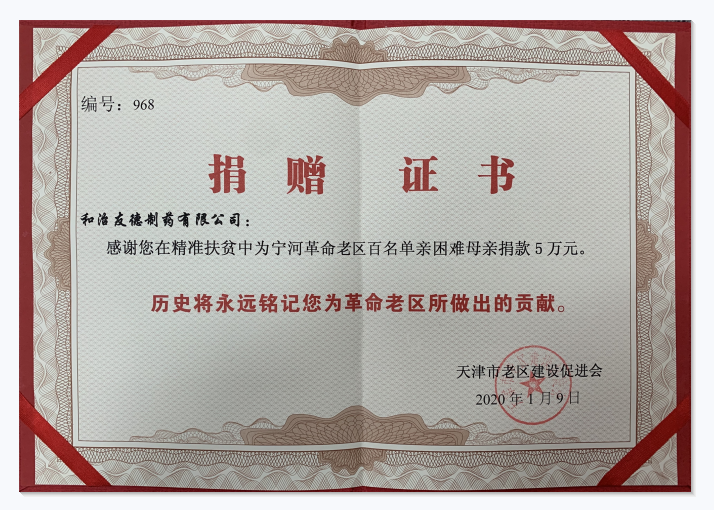 编号：968
捐赠 证书
和治友德制药有限公司：
感谢您在精准扶贫中为宁河革命老区百名单亲困难母亲捐款5万元。
历史将永远铭记您为革命老区所做出的贡献。
天津市老区建设促进会
2020年1月9日